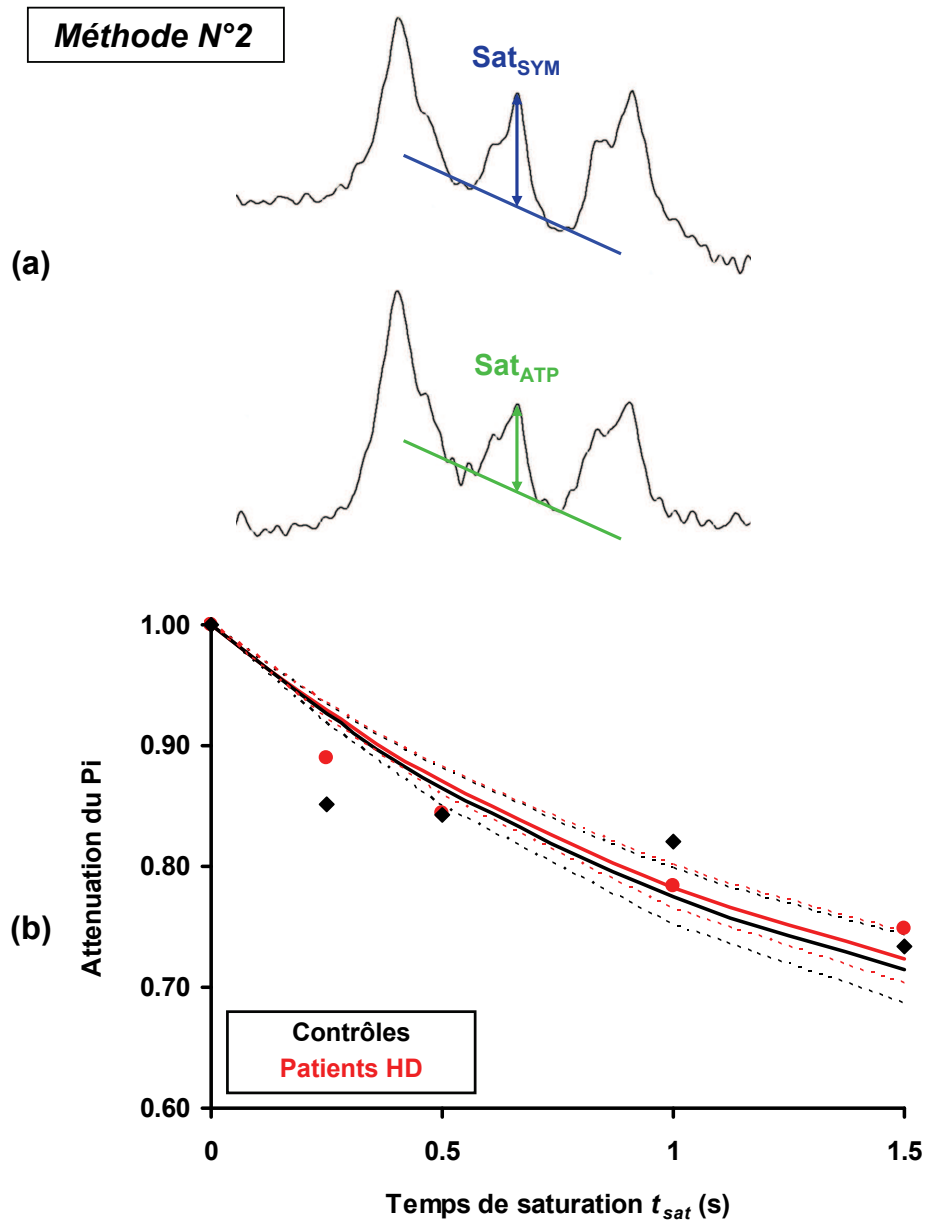 Méthode N°2
Sat_SYM
(a)
Sat_ATP
1.00
0.90
0.80
0.70
0.60
Attenuation du Pi
(b)
Contrôles
Patients HD
0
0.5
1
1.5
Temps de saturation t_sat (s)